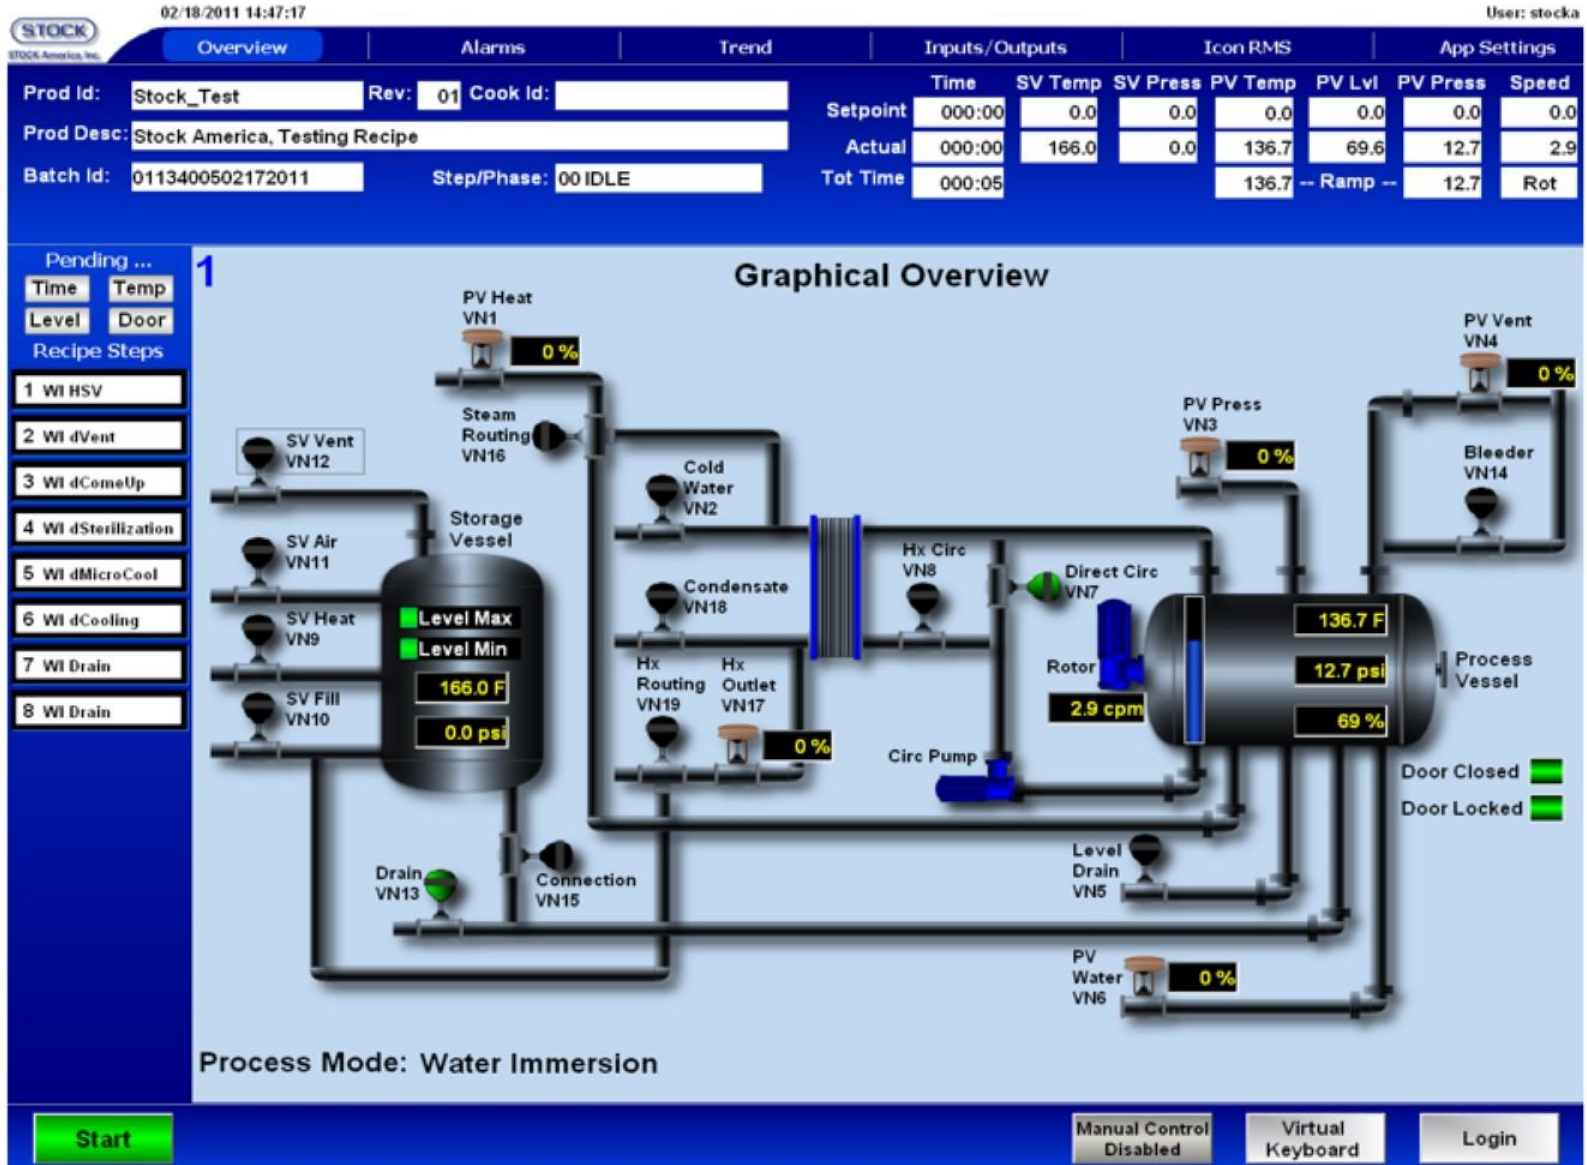 02/18/2011 14:47:17 User: stocka
STOCK
STOCK America, Inc.
Overview Alarms Trend Inputs/Outputs Icon RMS App Settings
Time SV Temp SV Press PV Temp PV Lvl PV Press Speed
Prod Id: Stock_Test Rev: 01 Cook Id:
Setpoint 000:00 0.0 0.0 0.0 0.0 0.0 0.0
Prod Desc: Stock America, Testing Recipe
Actual 000:00 166.0 0.0 136.7 69.6 12.7 2.9
Batch Id: 0113400502172011 Step/Phase: 00 IDLE
Tot Time 000:05 136.7 -- Ramp -- 12.7 Rot
Pending ...
Time Temp
Level Door
Recipe Steps
1 WI HSV
2 WI dVent
3 WI dComeUp
4 WI dSterilization
5 WI dMicroCool
6 WI dCooling
7 WI Drain
8 WI Drain
1
Graphical Overview
PV Heat
VN1
0 %
PV Vent
VN4
0 %
Steam
Routing
VN16
PV Press
VN3
0 %
SV Vent
VN12
Cold
Water
VN2
Bleeder
VN14
Storage
Vessel
SV Air
VN11
Hx Circ
VN8
Direct Circ
VN7
Condensate
VN18
SV Heat
VN9
Level Max
Level Min
166.0 F
0.0 psi
136.7 F
12.7 psi
69 %
Process
Vessel
Rotor
2.9 cpm
Hx
Routing
VN19
Hx
Outlet
VN17
0 %
SV Fill
VN10
Circ Pump
Door Closed
Door Locked
Drain
VN13
Connection
VN15
Level
Drain
VN5
PV
Water
VN6
0 %
Process Mode: Water Immersion
Start
Manual Control
Disabled
Virtual
Keyboard
Login